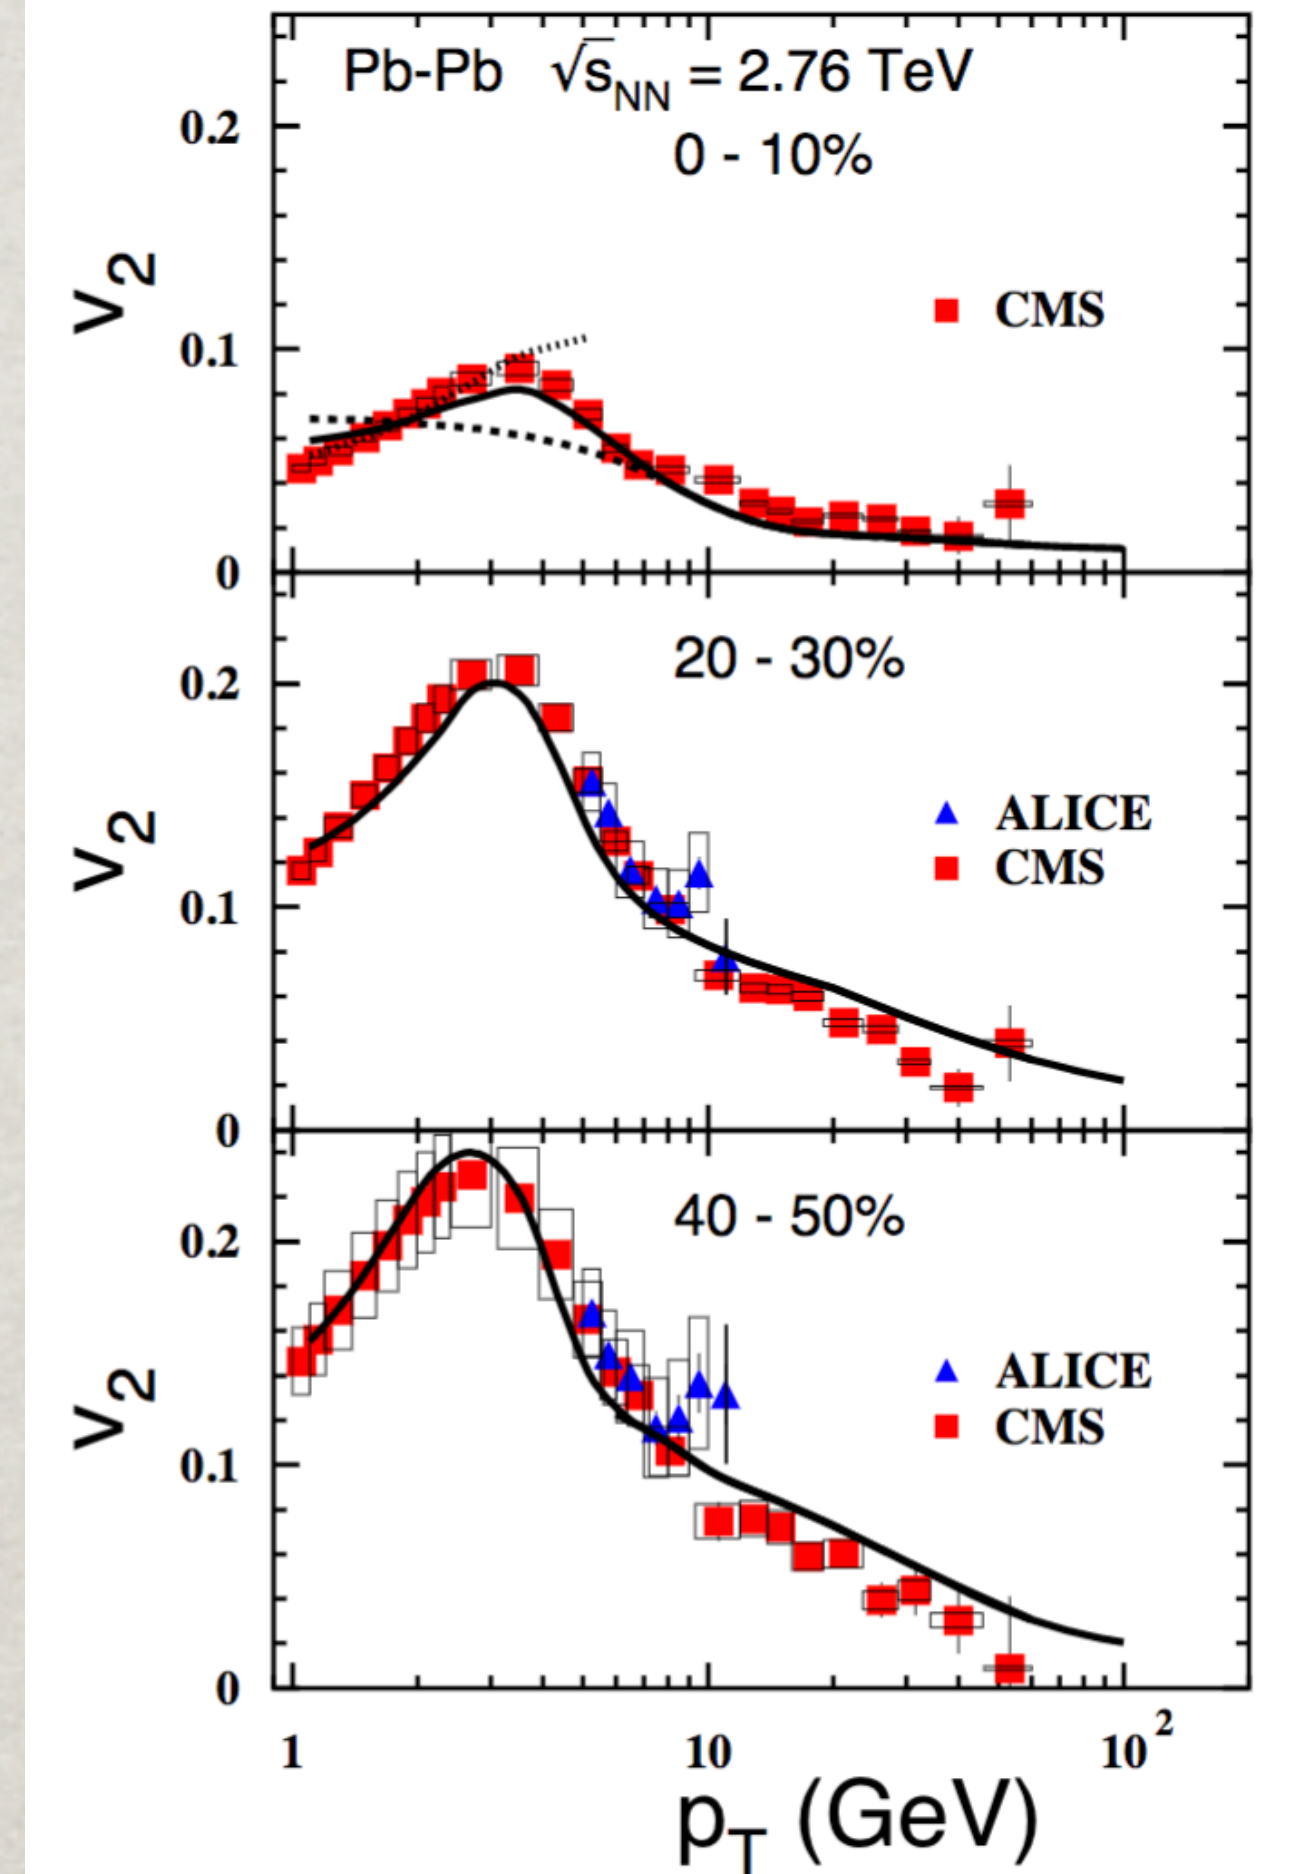 Pb-Pb √s_NN = 2.76 TeV
0 - 10%
0.2
v₂
0.1
CMS
0
20 - 30%
0.2
v₂
ALICE
CMS
0.1
0
40 - 50%
0.2
v₂
ALICE
CMS
0.1
0
1 10 10²
p_T (GeV)